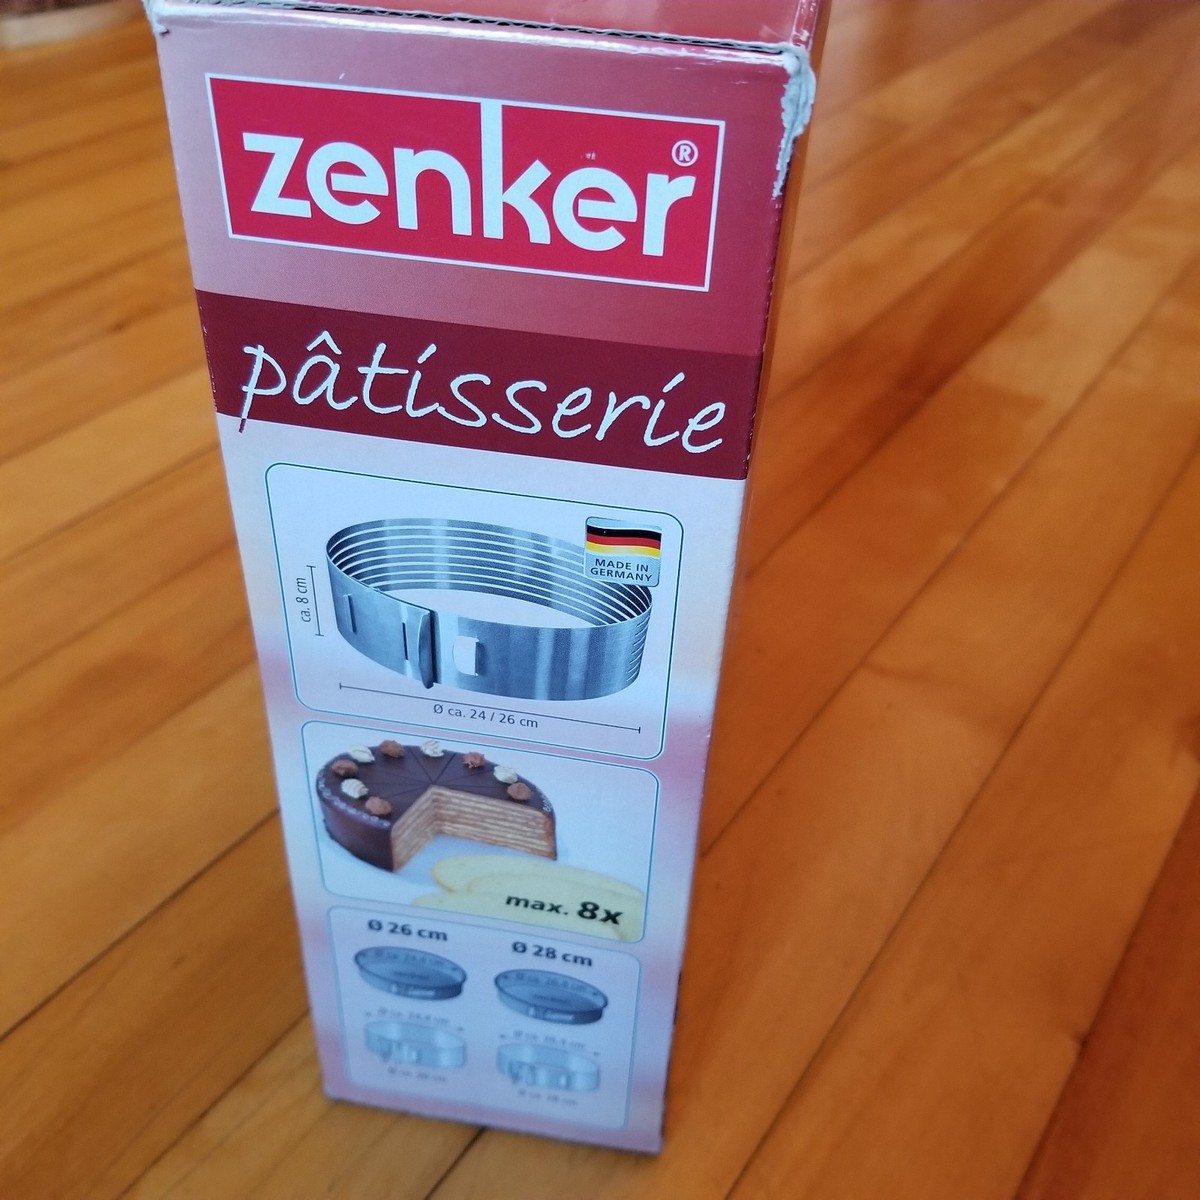 zenker®
pâtisserie
MADE IN
GERMANY
ca. 8 cm
Ø ca. 24 / 26 cm
max. 8x
Ø 26 cm
Ø 28 cm